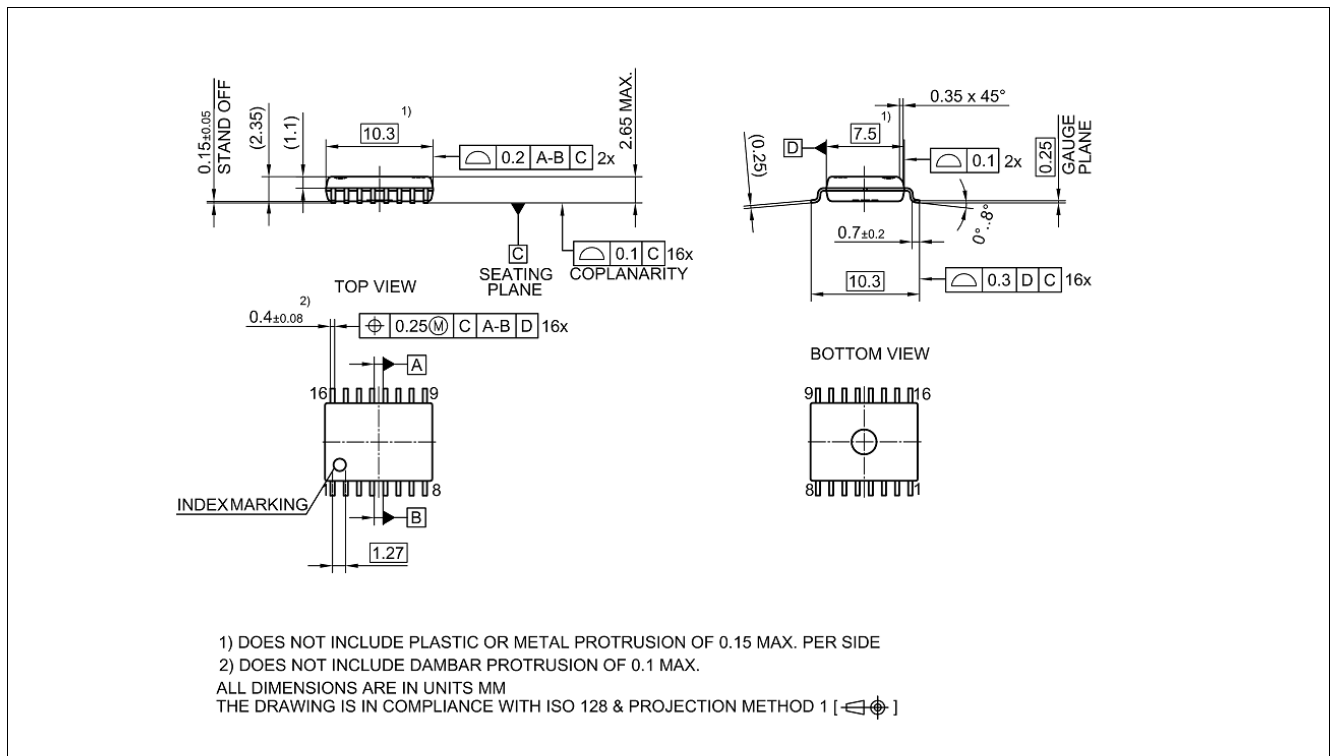 0.15±0.05
STAND OFF
(2.35)
(1.1)
10.3
1)
2.65 MAX.
0.2 A-B C 2x
C
SEATING
PLANE
0.1 C 16x
COPLANARITY
(0.25)
D
7.5
1)
0.35 x 45°
0.1 2x
0.25
GAUGE
PLANE
0°..8°
0.7±0.2
10.3
0.3 D C 16x
TOP VIEW
0.4±0.08
2)
0.25Ⓜ C A-B D 16x
A
16 9
1 8
INDEX MARKING
B
1.27
BOTTOM VIEW
9 16
8 1
1) DOES NOT INCLUDE PLASTIC OR METAL PROTRUSION OF 0.15 MAX. PER SIDE
2) DOES NOT INCLUDE DAMBAR PROTRUSION OF 0.1 MAX.
ALL DIMENSIONS ARE IN UNITS MM
THE DRAWING IS IN COMPLIANCE WITH ISO 128 & PROJECTION METHOD 1 [ ]